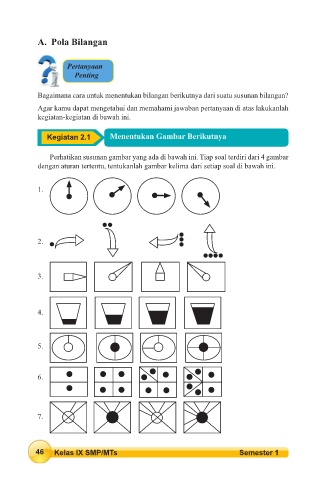 A. Pola Bilangan
Pertanyaan
Penting
Bagaimana cara untuk menentukan bilangan berikutnya dari suatu susunan bilangan?
Agar kamu dapat mengetahui dan memahami jawaban pertanyaan di atas lakukanlah
kegiatan-kegiatan di bawah ini.
Kegiatan 2.1 Menentukan Gambar Berikutnya
Perhatikan susunan gambar yang ada di bawah ini. Tiap soal terdiri dari 4 gambar
dengan aturan tertentu, tentukanlah gambar kelima dari setiap soal di bawah ini.
1.
2.
3.
4.
5.
6.
7.
46 Kelas IX SMP/MTs Semester 1